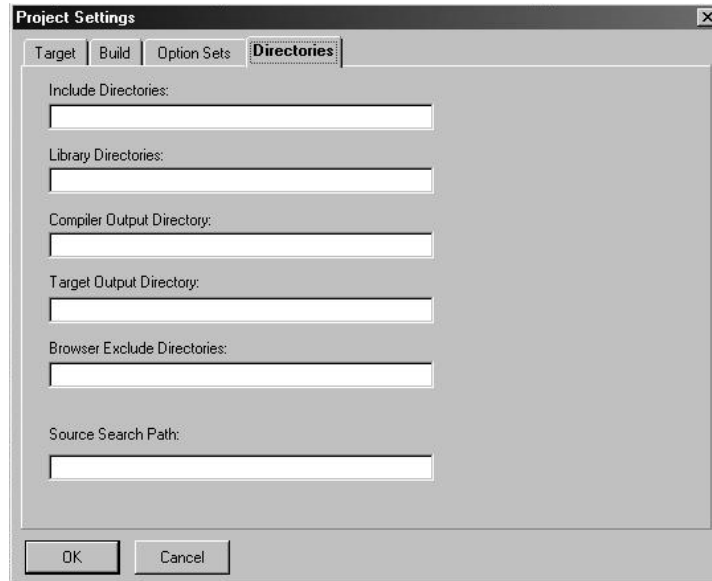 Project Settings
Target Build Option Sets Directories
Include Directories:
Library Directories:
Compiler Output Directory:
Target Output Directory:
Browser Exclude Directories:
Source Search Path:
OK Cancel